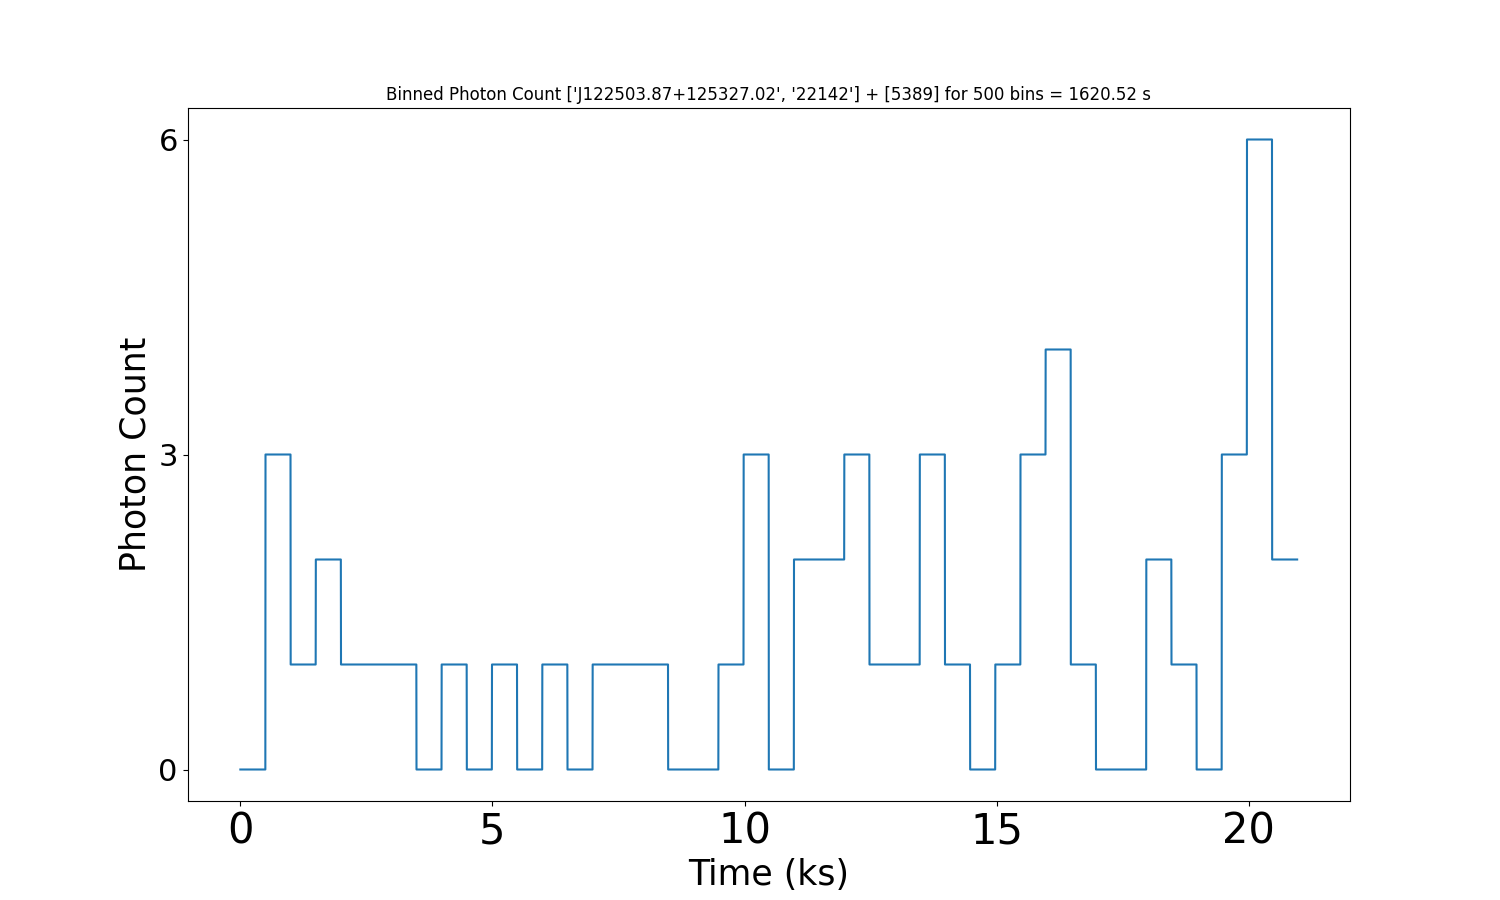 Binned Photon Count ['J122503.87+125327.02', '22142'] + [5389] for 500 bins = 1620.52 s
6
3
0
Photon Count
0 5 10 15 20
Time (ks)